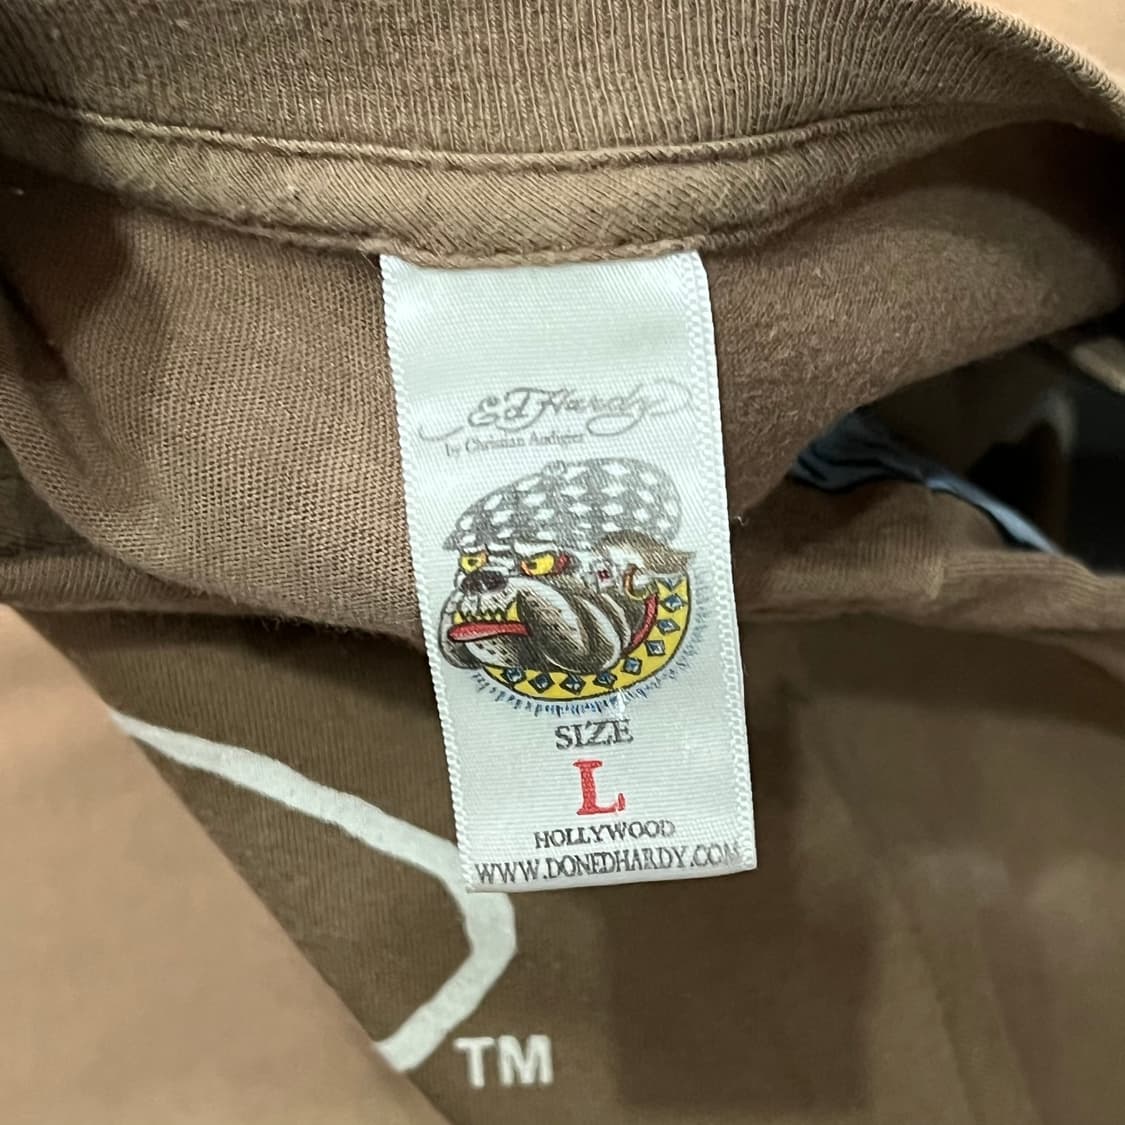 Ed Hardy
by Christian Audigier
SIZE
L
HOLLYWOOD
WWW.DONEDHARDY.COM
TM